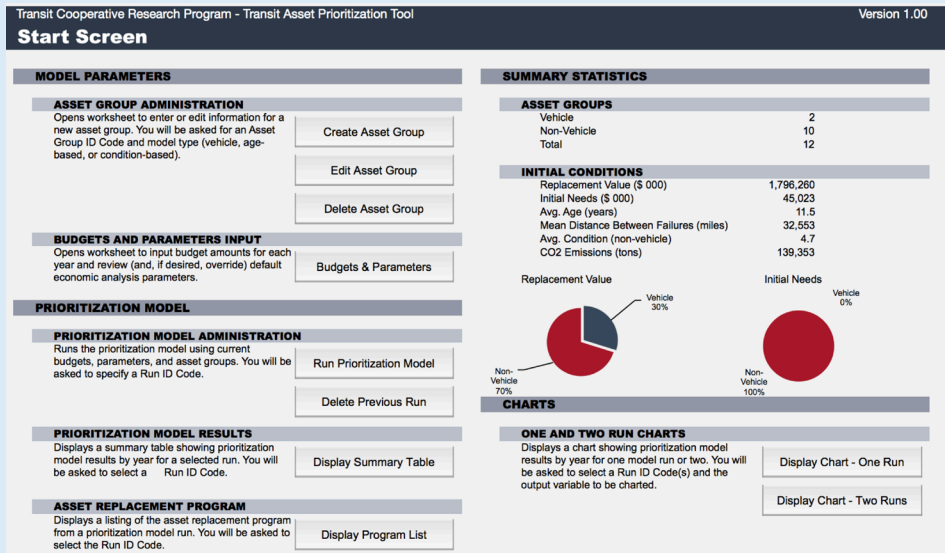 Transit Cooperative Research Program - Transit Asset Prioritization Tool
Version 1.00
Start Screen
MODEL PARAMETERS
ASSET GROUP ADMINISTRATION
Opens worksheet to enter or edit information for a
new asset group. You will be asked for an Asset
Group ID Code and model type (vehicle, age-
based, or condition-based).
Create Asset Group
Edit Asset Group
Delete Asset Group
BUDGETS AND PARAMETERS INPUT
Opens worksheet to input budget amounts for each
year and review (and, if desired, override) default
economic analysis parameters.
Budgets & Parameters
PRIORITIZATION MODEL
PRIORITIZATION MODEL ADMINISTRATION
Runs the prioritization model using current
budgets, parameters, and asset groups. You will be
asked to specify a Run ID Code.
Run Prioritization Model
Delete Previous Run
PRIORITIZATION MODEL RESULTS
Displays a summary table showing prioritization
model results by year for a selected run. You will
be asked to select a Run ID Code.
Display Summary Table
ASSET REPLACEMENT PROGRAM
Displays a listing of the asset replacement program
from a prioritization model run. You will be asked to
select the Run ID Code.
Display Program List
SUMMARY STATISTICS
ASSET GROUPS
Vehicle 2
Non-Vehicle 10
Total 12
INITIAL CONDITIONS
Replacement Value ($ 000) 1,796,260
Initial Needs ($ 000) 45,023
Avg. Age (years) 11.5
Mean Distance Between Failures (miles) 32,553
Avg. Condition (non-vehicle) 4.7
CO2 Emissions (tons) 139,353
Replacement Value
Vehicle
30%
Non-
Vehicle
70%
Initial Needs
Vehicle
0%
Non-
Vehicle
100%
CHARTS
ONE AND TWO RUN CHARTS
Displays a chart showing prioritization model
results by year for one model run or two. You will
be asked to select a Run ID Code(s) and the
output variable to be charted.
Display Chart - One Run
Display Chart - Two Runs